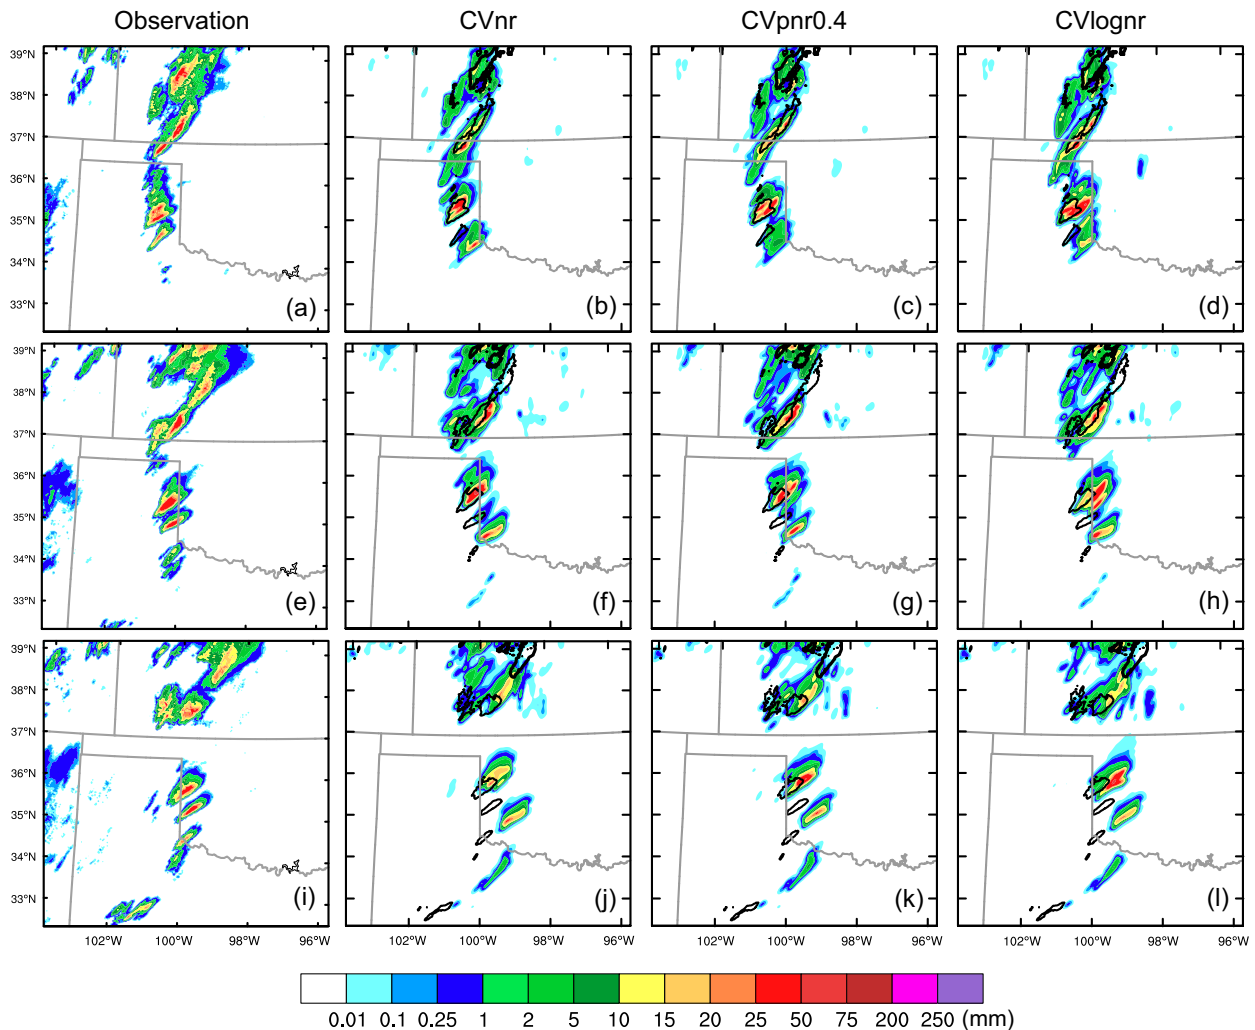 Observation CVnr CVpnr0.4 CVlognr
39°N
38°N
37°N
36°N
35°N
34°N
33°N
(a) (b) (c) (d)
39°N
38°N
37°N
36°N
35°N
34°N
33°N
(e) (f) (g) (h)
39°N
38°N
37°N
36°N
35°N
34°N
33°N
(i) (j) (k) (l)
102°W 100°W 98°W 96°W 102°W 100°W 98°W 96°W 102°W 100°W 98°W 96°W 102°W 100°W 98°W 96°W
0.01 0.1 0.25 1 2 5 10 15 20 25 50 75 200 250 (mm)